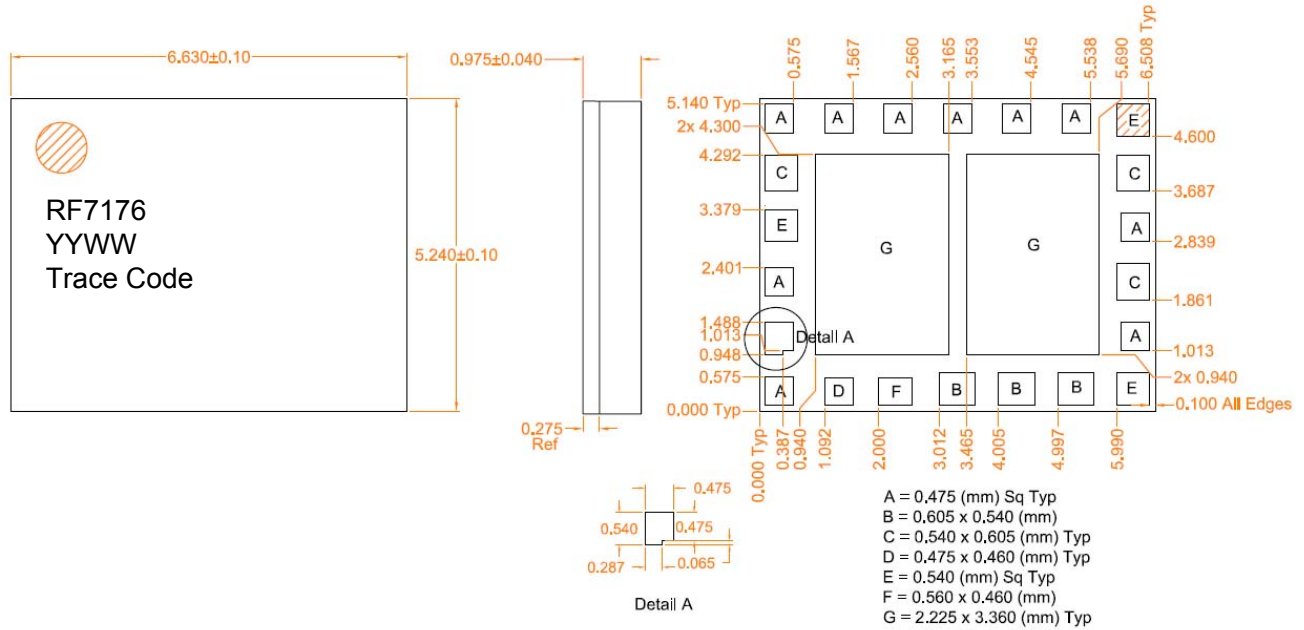 6.630±0.10
RF7176
YYWW
Trace Code
5.240±0.10
0.975±0.040
0.275
Ref
0.575
1.567
2.560
3.165
3.553
4.545
5.538
5.690
6.508 Typ
5.140 Typ
2x 4.300
4.292
3.379
2.401
1.488
1.013
0.948
0.575
0.000 Typ
A A A A A A E
C C
E A
G G
A C
Detail A
A
A D F B B B E
4.600
3.687
2.839
1.861
1.013
2x 0.940
0.100 All Edges
0.000 Typ
0.387
0.940
1.092
2.000
3.012
3.465
4.005
4.997
5.990
0.475
0.540
0.475
0.287
0.065
Detail A
A = 0.475 (mm) Sq Typ
B = 0.605 x 0.540 (mm)
C = 0.540 x 0.605 (mm) Typ
D = 0.475 x 0.460 (mm) Typ
E = 0.540 (mm) Sq Typ
F = 0.560 x 0.460 (mm)
G = 2.225 x 3.360 (mm) Typ